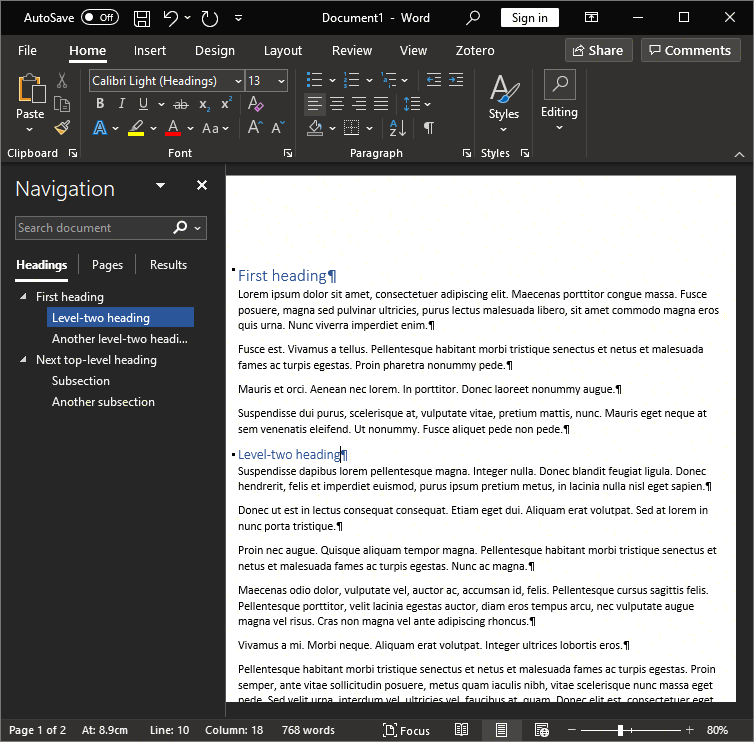 AutoSave Off Document1 - Word Sign in
File Home Insert Design Layout Review View Zotero Share Comments
Calibri Light (Headings) 13
Paste
B I U ab x₂ x²
A A Aa A A
Styles
Editing
Clipboard Font Paragraph Styles
Navigation
Search document
Headings Pages Results
First heading
Level-two heading
Another level-two headi...
Next top-level heading
Subsection
Another subsection
First heading¶
Lorem ipsum dolor sit amet, consectetuer adipiscing elit. Maecenas porttitor congue massa. Fusce
posuere, magna sed pulvinar ultricies, purus lectus malesuada libero, sit amet commodo magna eros
quis urna. Nunc viverra imperdiet enim.¶
Fusce est. Vivamus a tellus. Pellentesque habitant morbi tristique senectus et netus et malesuada
fames ac turpis egestas. Proin pharetra nonummy pede.¶
Mauris et orci. Aenean nec lorem. In porttitor. Donec laoreet nonummy augue.¶
Suspendisse dui purus, scelerisque at, vulputate vitae, pretium mattis, nunc. Mauris eget neque at
sem venenatis eleifend. Ut nonummy. Fusce aliquet pede non pede.¶
Level-two heading¶
Suspendisse dapibus lorem pellentesque magna. Integer nulla. Donec blandit feugiat ligula. Donec
hendrerit, felis et imperdiet euismod, purus ipsum pretium metus, in lacinia nulla nisl eget sapien.¶
Donec ut est in lectus consequat consequat. Etiam eget dui. Aliquam erat volutpat. Sed at lorem in
nunc porta tristique.¶
Proin nec augue. Quisque aliquam tempor magna. Pellentesque habitant morbi tristique senectus et
netus et malesuada fames ac turpis egestas. Nunc ac magna.¶
Maecenas odio dolor, vulputate vel, auctor ac, accumsan id, felis. Pellentesque cursus sagittis felis.
Pellentesque porttitor, velit lacinia egestas auctor, diam eros tempus arcu, nec vulputate augue
magna vel risus. Cras non magna vel ante adipiscing rhoncus.¶
Vivamus a mi. Morbi neque. Aliquam erat volutpat. Integer ultrices lobortis eros.¶
Pellentesque habitant morbi tristique senectus et netus et malesuada fames ac turpis egestas. Proin
semper, ante vitae sollicitudin posuere, metus quam iaculis nibh, vitae scelerisque nunc massa eget
pede. Sed velit urna, interdum vel, ultricies vel, faucibus at, quam. Donec elit est, consectetuer eget,
Page 1 of 2 At: 8.9cm Line: 10 Column: 18 768 words Focus 80%